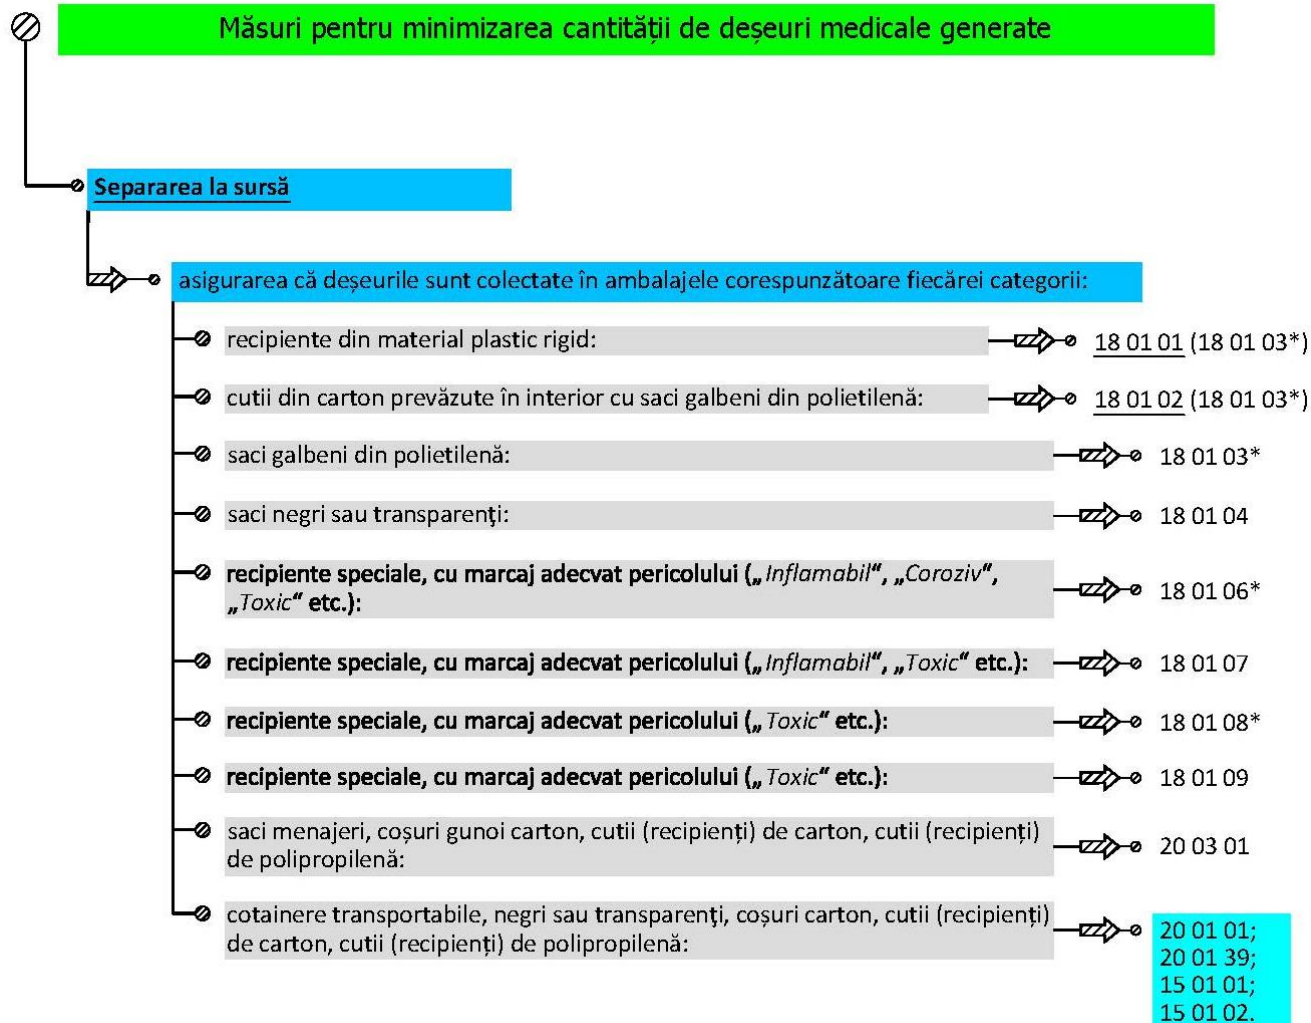 Măsuri pentru minimizarea cantității de deșeuri medicale generate
Separarea la sursă
asigurarea că deșeurile sunt colectate în ambalajele corespunzătoare fiecărei categorii:
recipiente din material plastic rigid:
18 01 01 (18 01 03*)
cutii din carton prevăzute în interior cu saci galbeni din polietilenă:
18 01 02 (18 01 03*)
saci galbeni din polietilenă:
18 01 03*
saci negri sau transparenţi:
18 01 04
recipiente speciale, cu marcaj adecvat pericolului („Inflamabil“, „Coroziv“,
„Toxic“ etc.):
18 01 06*
recipiente speciale, cu marcaj adecvat pericolului („Inflamabil“, „Toxic“ etc.):
18 01 07
recipiente speciale, cu marcaj adecvat pericolului („Toxic“ etc.):
18 01 08*
recipiente speciale, cu marcaj adecvat pericolului („Toxic“ etc.):
18 01 09
saci menajeri, coșuri gunoi carton, cutii (recipienți) de carton, cutii (recipienți)
de polipropilenă:
20 03 01
cotainere transportabile, negri sau transparenţi, coșuri carton, cutii (recipienți)
de carton, cutii (recipienți) de polipropilenă:
20 01 01;
20 01 39;
15 01 01;
15 01 02.